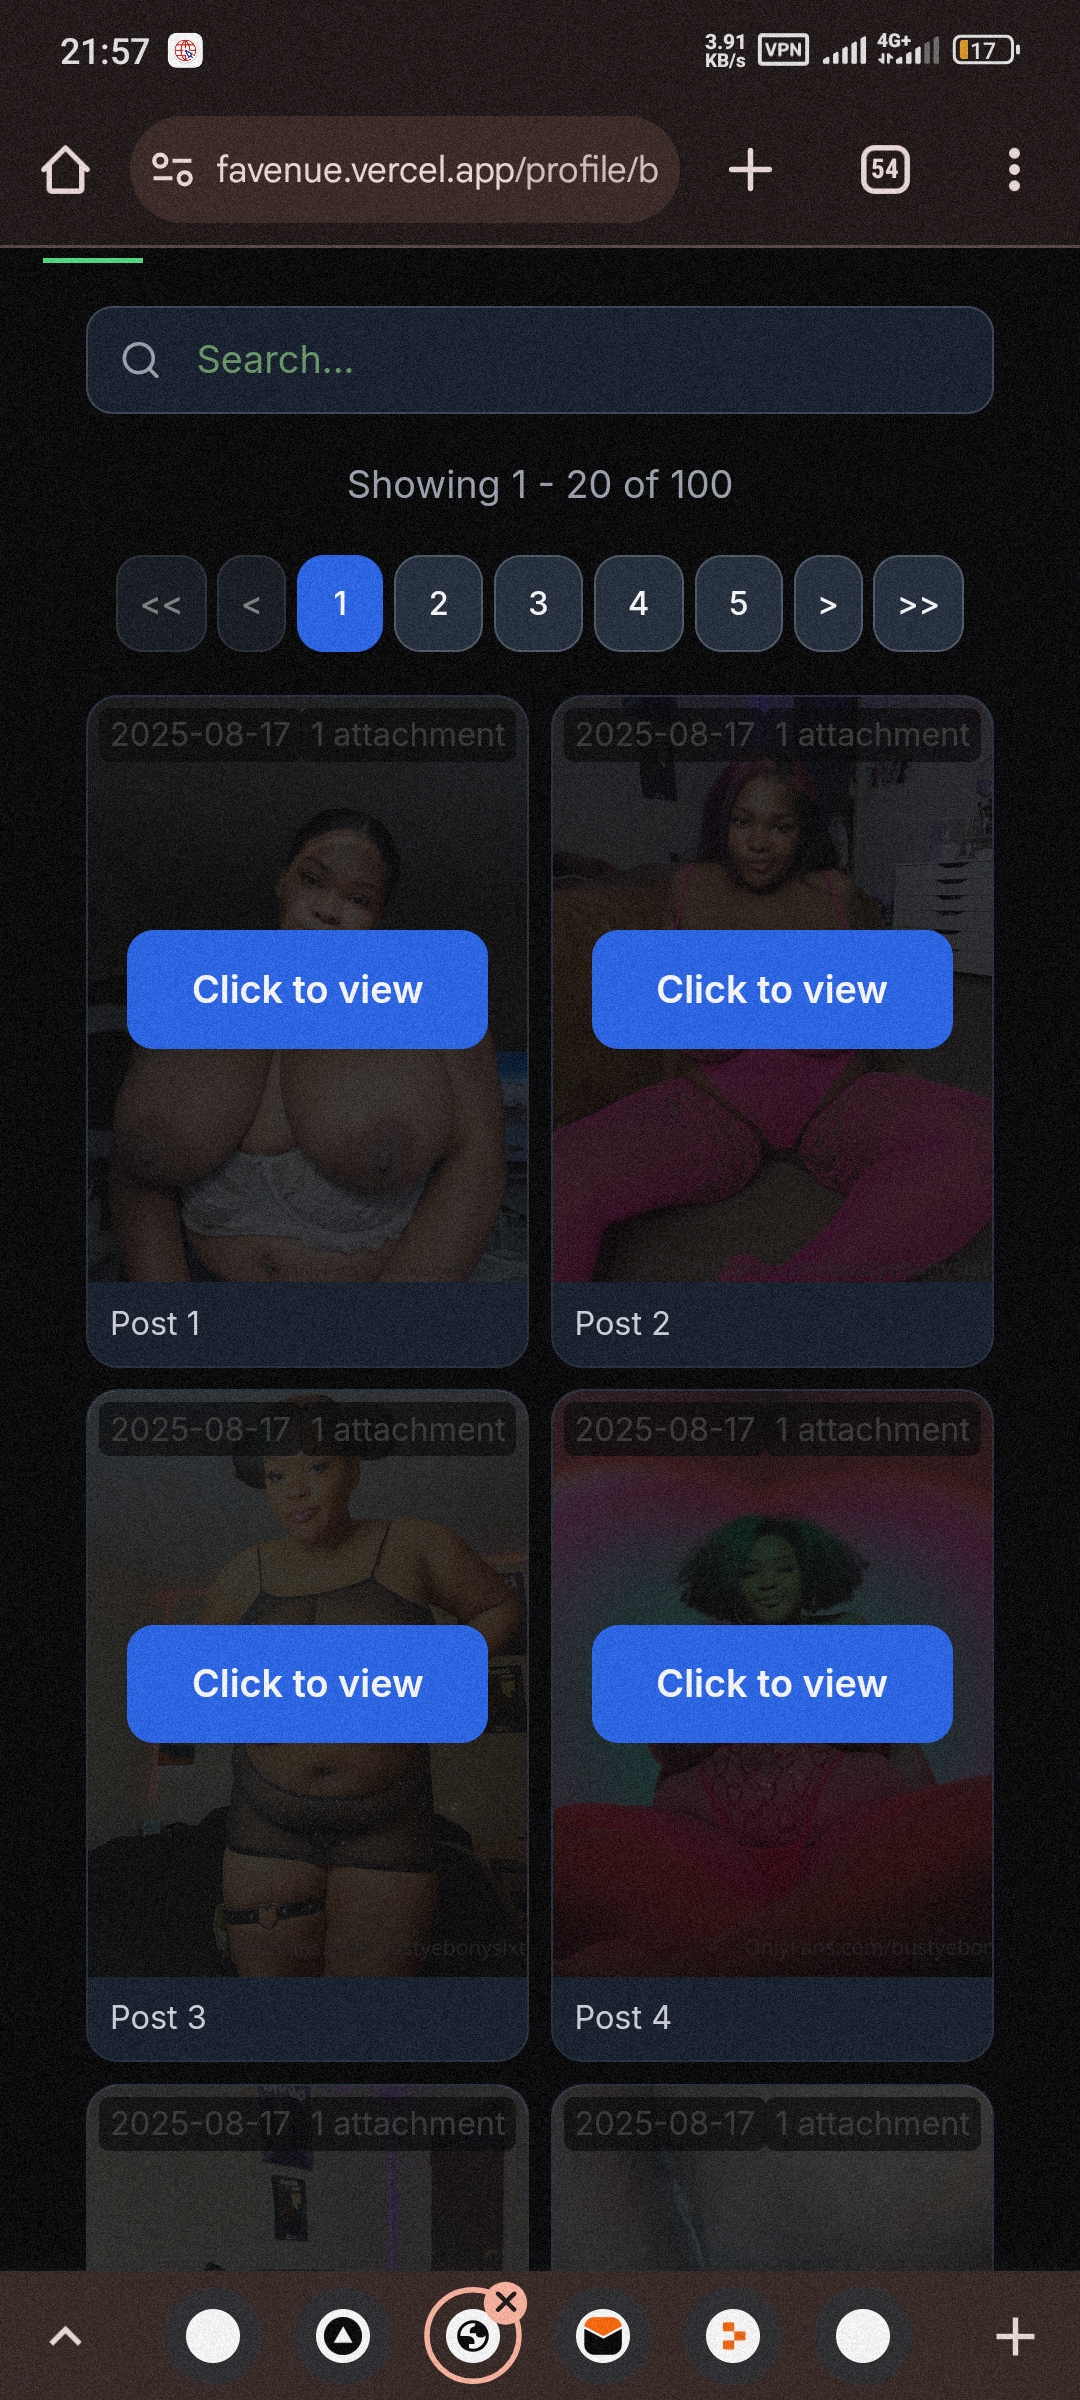 21:57
3.91 KB/s VPN 4G+ 17
favenue.vercel.app/profile/b
54
Search...
Showing 1 - 20 of 100
<< < 1 2 3 4 5 > >>
2025-08-17 1 attachment
2025-08-17 1 attachment
Click to view
Click to view
Post 1
Post 2
2025-08-17 1 attachment
2025-08-17 1 attachment
Click to view
Click to view
OnlyFans.com/bustyebon
Post 3
Post 4
2025-08-17 1 attachment
2025-08-17 1 attachment